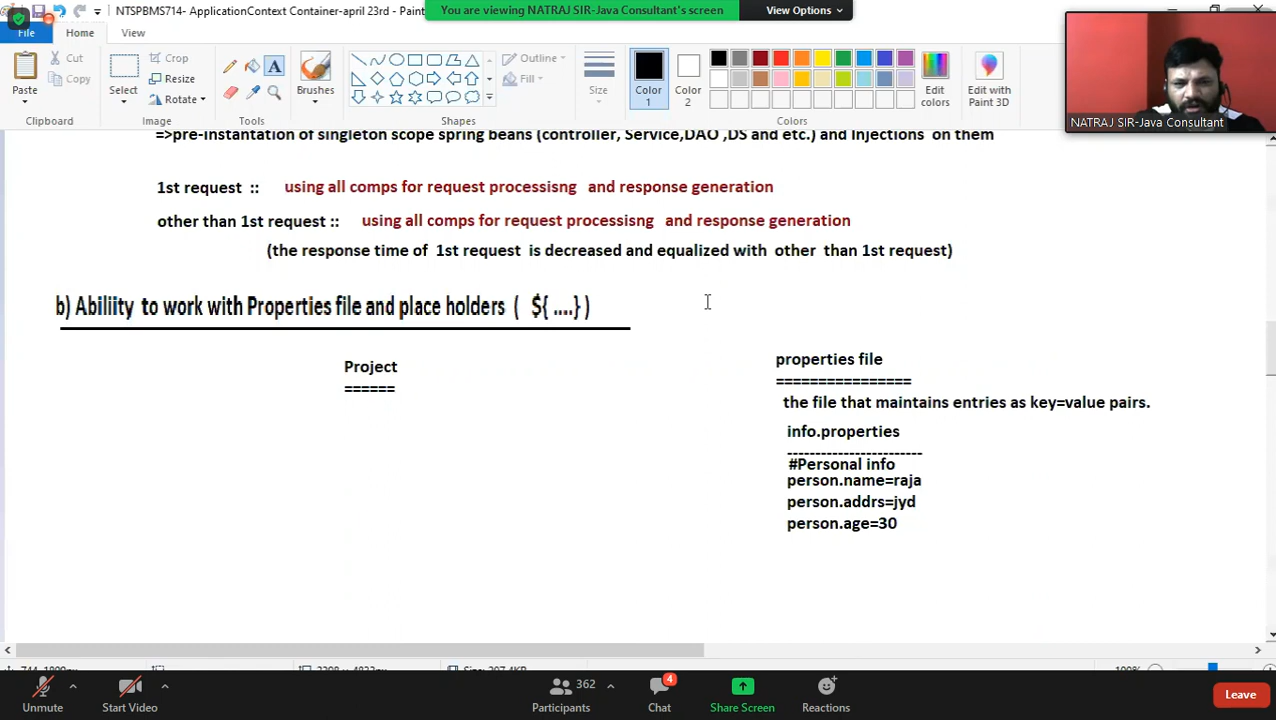 NTSPBMS714- ApplicationContext Container-april 23rd - Paint
You are viewing NATRAJ SIR-Java Consultant's screen
View Options
File
Home
View
Paste
Cut
Copy
Clipboard
Select
Crop
Resize
Rotate
Image
A
Tools
Brushes
Outline
Fill
Shapes
Size
Color
1
Color
2
Edit
colors
Colors
Edit with
Paint 3D
NATRAJ SIR-Java Consultant
=>pre-instantation of singleton scope spring beans (controller, Service,DAO ,DS and etc.) and Injections on them
1st request :: using all comps for request processisng and response generation
other than 1st request :: using all comps for request processisng and response generation
(the response time of 1st request is decreased and equalized with other than 1st request)
b) Abiliity to work with Properties file and place holders ( ${ ....} )
Project
======
properties file
================
the file that maintains entries as key=value pairs.
info.properties
------------------------
#Personal info
person.name=raja
person.addrs=jyd
person.age=30
100%
Unmute
Start Video
362
Participants
4
Chat
Share Screen
Reactions
Leave